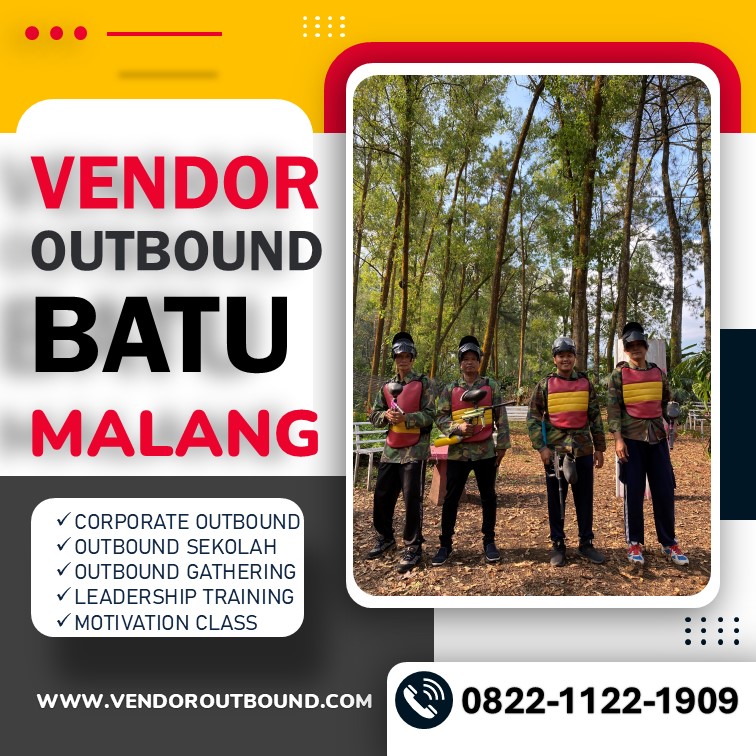 VENDOR
OUTBOUND
BATU
MALANG
✓CORPORATE OUTBOUND
✓OUTBOUND SEKOLAH
✓OUTBOUND GATHERING
✓LEADERSHIP TRAINING
✓MOTIVATION CLASS
WWW.VENDOROUTBOUND.COM
0822-1122-1909